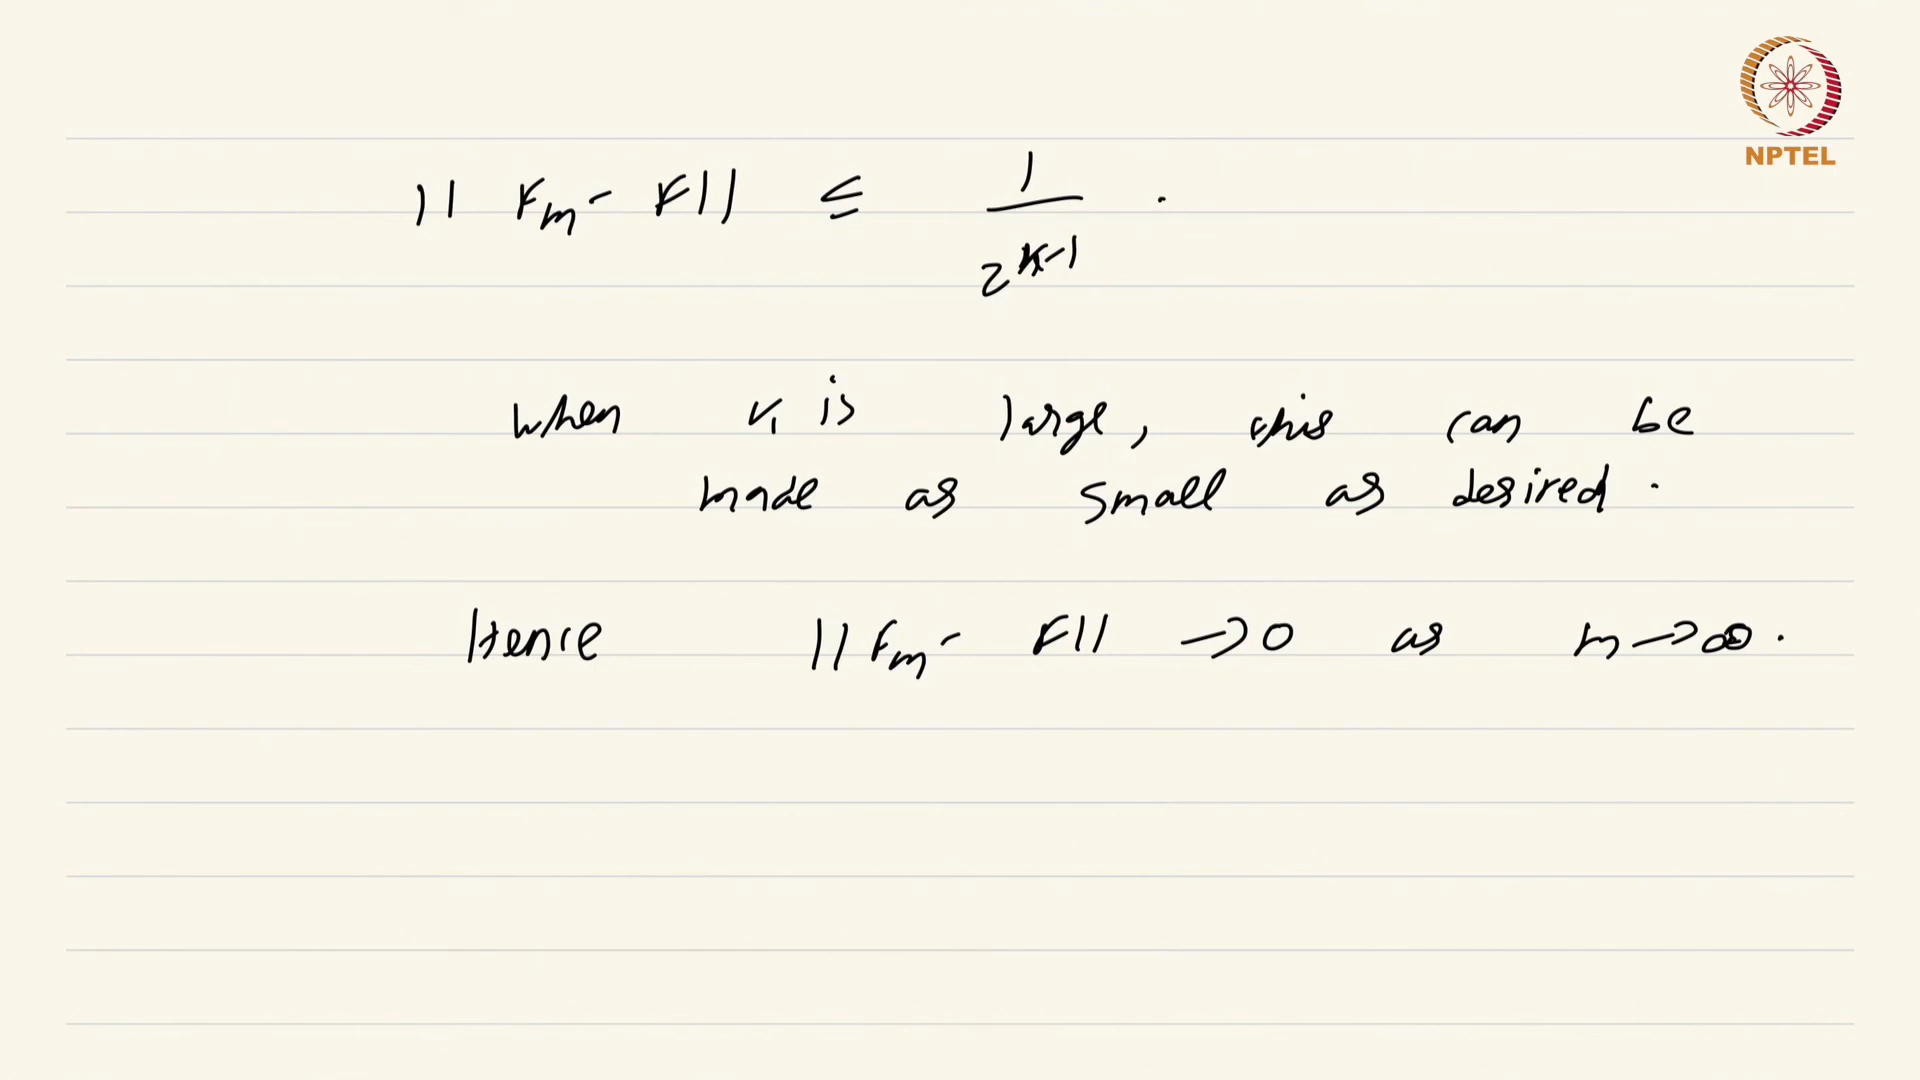 NPTEL
|| F_m - F || ≤ 1 / 2^{k-1} .
When k is large, this can be
made as small as desired .
Hence || F_m - F || → 0 as m → ∞ .